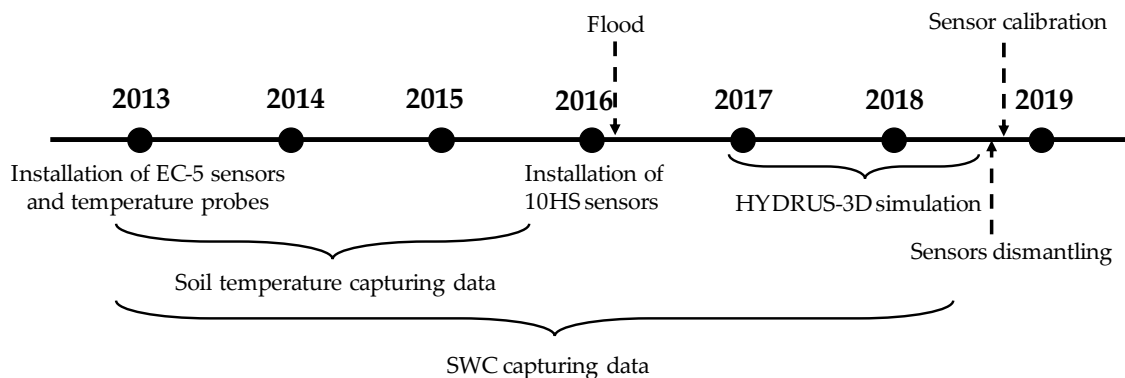 Flood
Sensor calibration
2013
2014
2015
2016
2017
2018
2019
Installation of EC-5 sensors
and temperature probes
Installation of
10HS sensors
HYDRUS-3D simulation
Sensors dismantling
Soil temperature capturing data
SWC capturing data